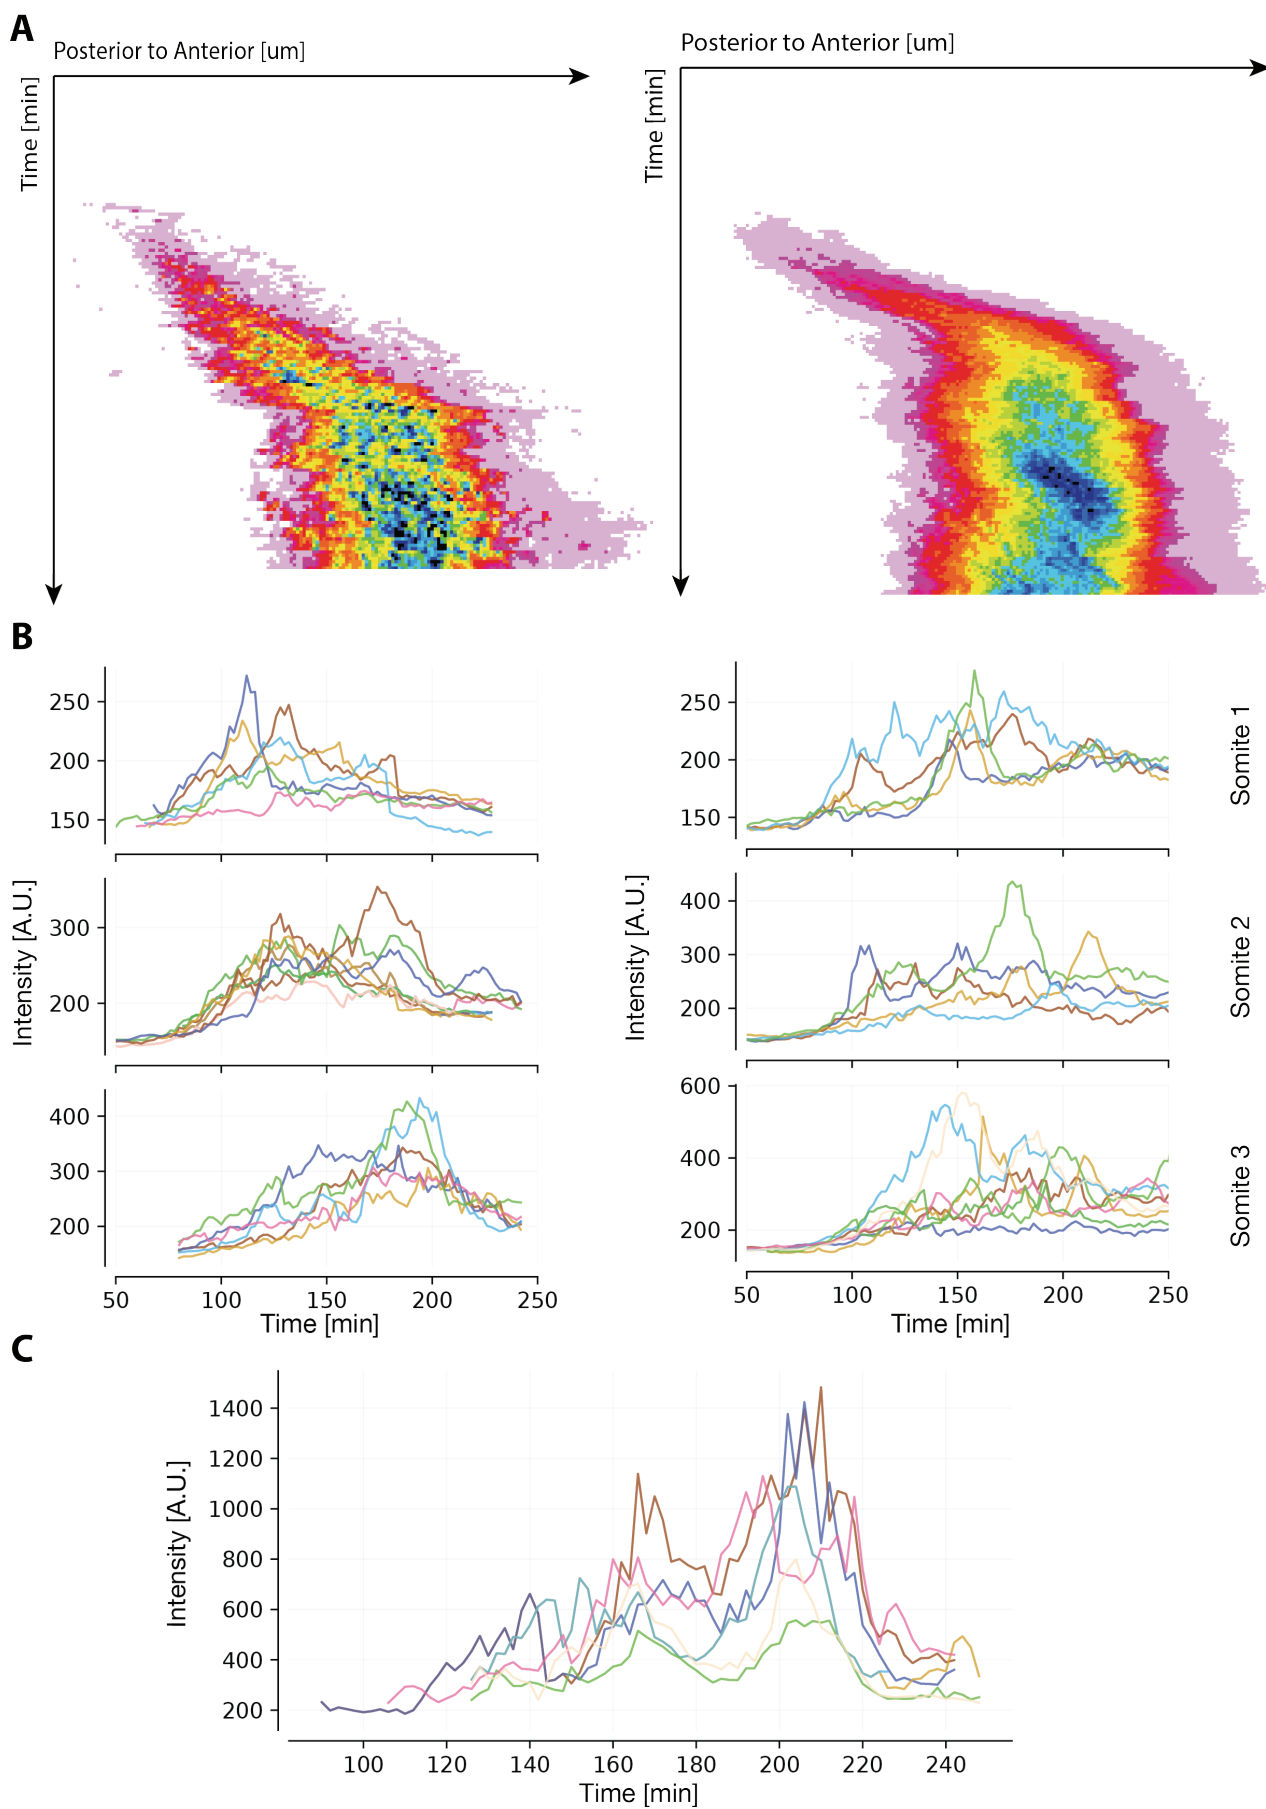 A
Posterior to Anterior [um]
Posterior to Anterior [um]
Time [min]
Time [min]
B
250
200
150
250
200
150
Somite 1
300
200
400
300
200
Somite 2
Intensity [A.U.]
Intensity [A.U.]
400
300
200
600
400
200
Somite 3
50 100 150 200 250
50 100 150 200 250
Time [min]
Time [min]
C
1400
1200
1000
800
600
400
200
Intensity [A.U.]
100 120 140 160 180 200 220 240
Time [min]